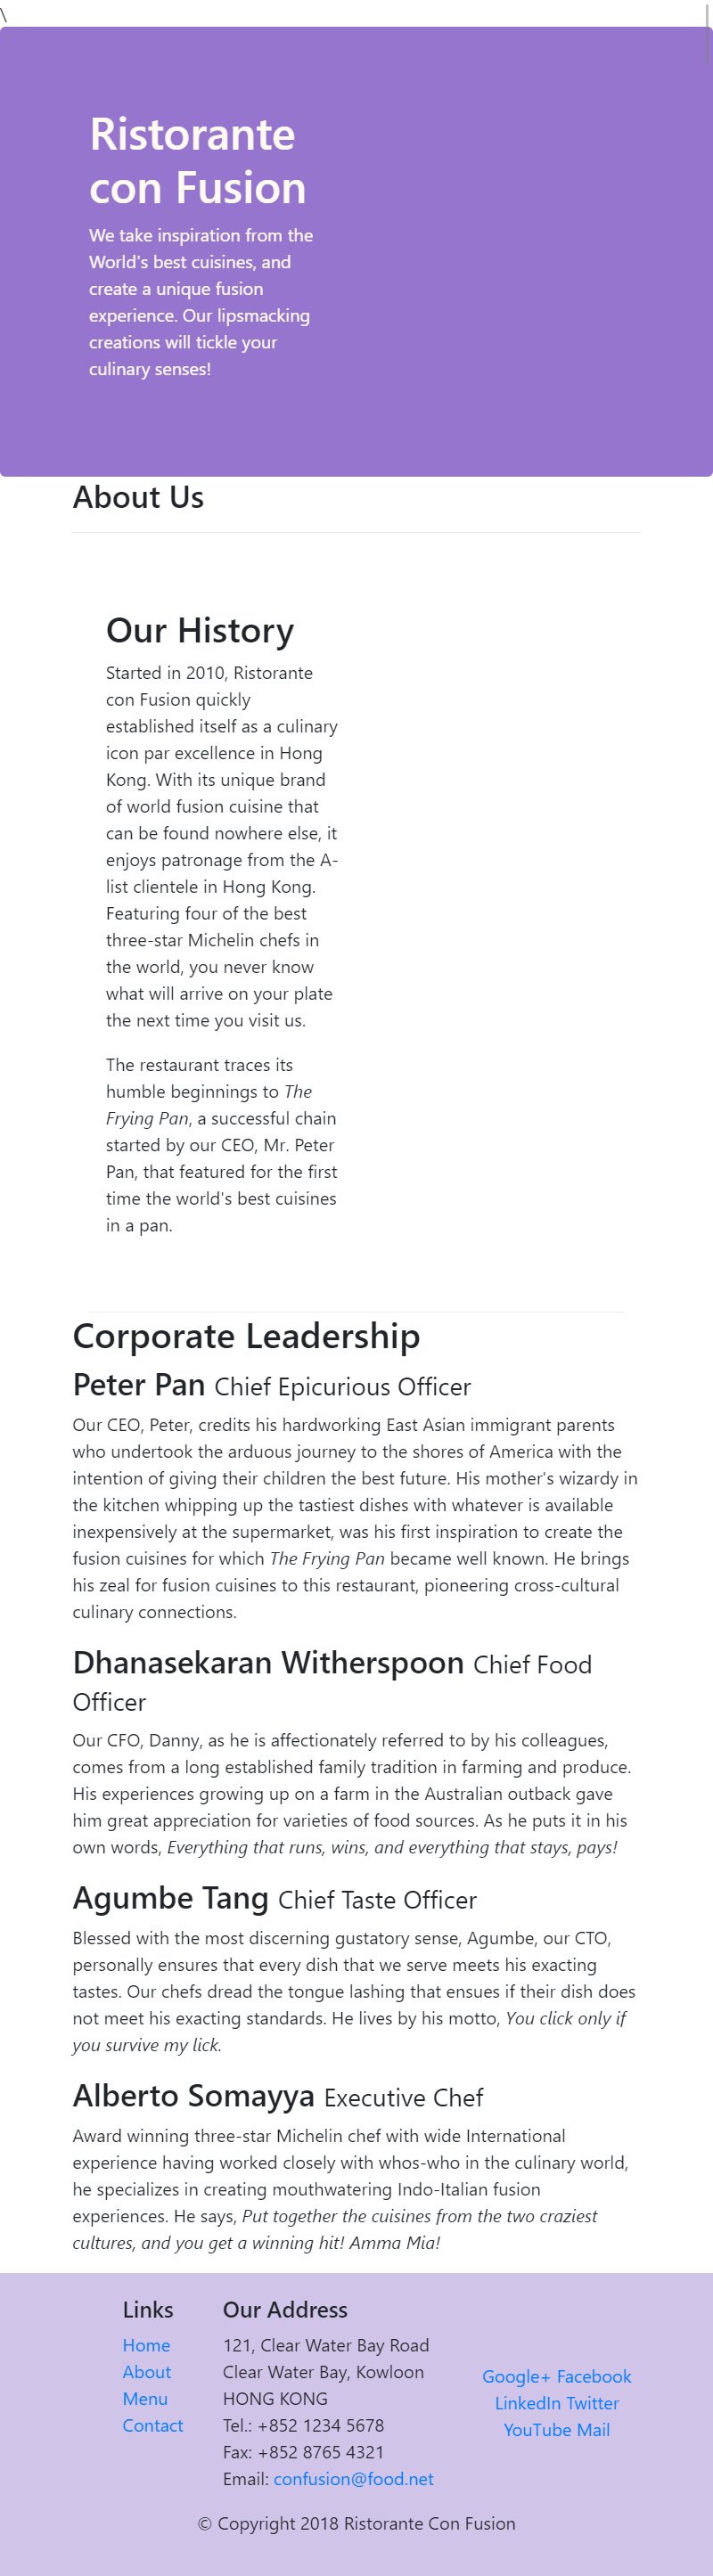 \
Ristorante
con Fusion
We take inspiration from the
World's best cuisines, and
create a unique fusion
experience. Our lipsmacking
creations will tickle your
culinary senses!
About Us
Our History
Started in 2010, Ristorante
con Fusion quickly
established itself as a culinary
icon par excellence in Hong
Kong. With its unique brand
of world fusion cuisine that
can be found nowhere else, it
enjoys patronage from the A-
list clientele in Hong Kong.
Featuring four of the best
three-star Michelin chefs in
the world, you never know
what will arrive on your plate
the next time you visit us.
The restaurant traces its
humble beginnings to The
Frying Pan, a successful chain
started by our CEO, Mr. Peter
Pan, that featured for the first
time the world's best cuisines
in a pan.
Corporate Leadership
Peter Pan Chief Epicurious Officer
Our CEO, Peter, credits his hardworking East Asian immigrant parents
who undertook the arduous journey to the shores of America with the
intention of giving their children the best future. His mother's wizardy in
the kitchen whipping up the tastiest dishes with whatever is available
inexpensively at the supermarket, was his first inspiration to create the
fusion cuisines for which The Frying Pan became well known. He brings
his zeal for fusion cuisines to this restaurant, pioneering cross-cultural
culinary connections.
Dhanasekaran Witherspoon Chief Food
Officer
Our CFO, Danny, as he is affectionately referred to by his colleagues,
comes from a long established family tradition in farming and produce.
His experiences growing up on a farm in the Australian outback gave
him great appreciation for varieties of food sources. As he puts it in his
own words, Everything that runs, wins, and everything that stays, pays!
Agumbe Tang Chief Taste Officer
Blessed with the most discerning gustatory sense, Agumbe, our CTO,
personally ensures that every dish that we serve meets his exacting
tastes. Our chefs dread the tongue lashing that ensues if their dish does
not meet his exacting standards. He lives by his motto, You click only if
you survive my lick.
Alberto Somayya Executive Chef
Award winning three-star Michelin chef with wide International
experience having worked closely with whos-who in the culinary world,
he specializes in creating mouthwatering Indo-Italian fusion
experiences. He says, Put together the cuisines from the two craziest
cultures, and you get a winning hit! Amma Mia!
Links
Home
About
Menu
Contact
Our Address
121, Clear Water Bay Road
Clear Water Bay, Kowloon
HONG KONG
Tel.: +852 1234 5678
Fax: +852 8765 4321
Email: confusion@food.net
Google+ Facebook
LinkedIn Twitter
YouTube Mail
© Copyright 2018 Ristorante Con Fusion